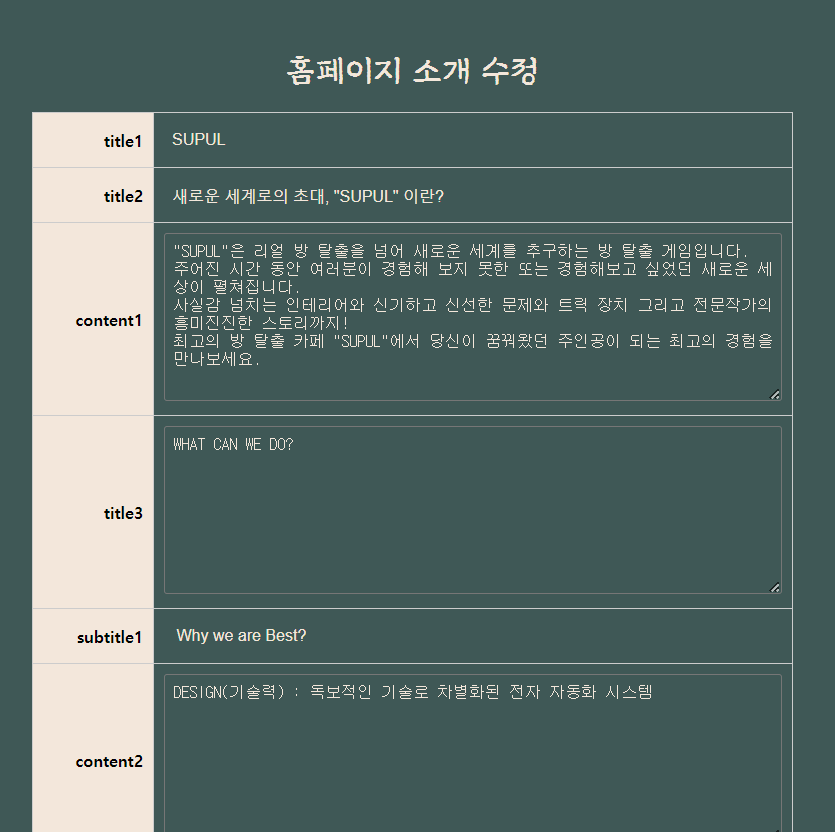 홈페이지 소개 수정
title1 SUPUL
title2 새로운 세계로의 초대, "SUPUL" 이란?
content1
"SUPUL"은 리얼 방 탈출을 넘어 새로운 세계를 추구하는 방 탈출 게임입니다.
주어진 시간 동안 여러분이 경험해 보지 못한 또는 경험해보고 싶었던 새로운 세
상이 펼쳐집니다.
사실감 넘치는 인테리어와 신기하고 신선한 문제와 트릭 장치 그리고 전문작가의
흥미진진한 스토리까지!
최고의 방 탈출 카페 "SUPUL"에서 당신이 꿈꿔왔던 주인공이 되는 최고의 경험을
만나보세요.
title3
WHAT CAN WE DO?
subtitle1 Why we are Best?
content2
DESIGN(기술력) : 독보적인 기술로 차별화된 전자 자동화 시스템